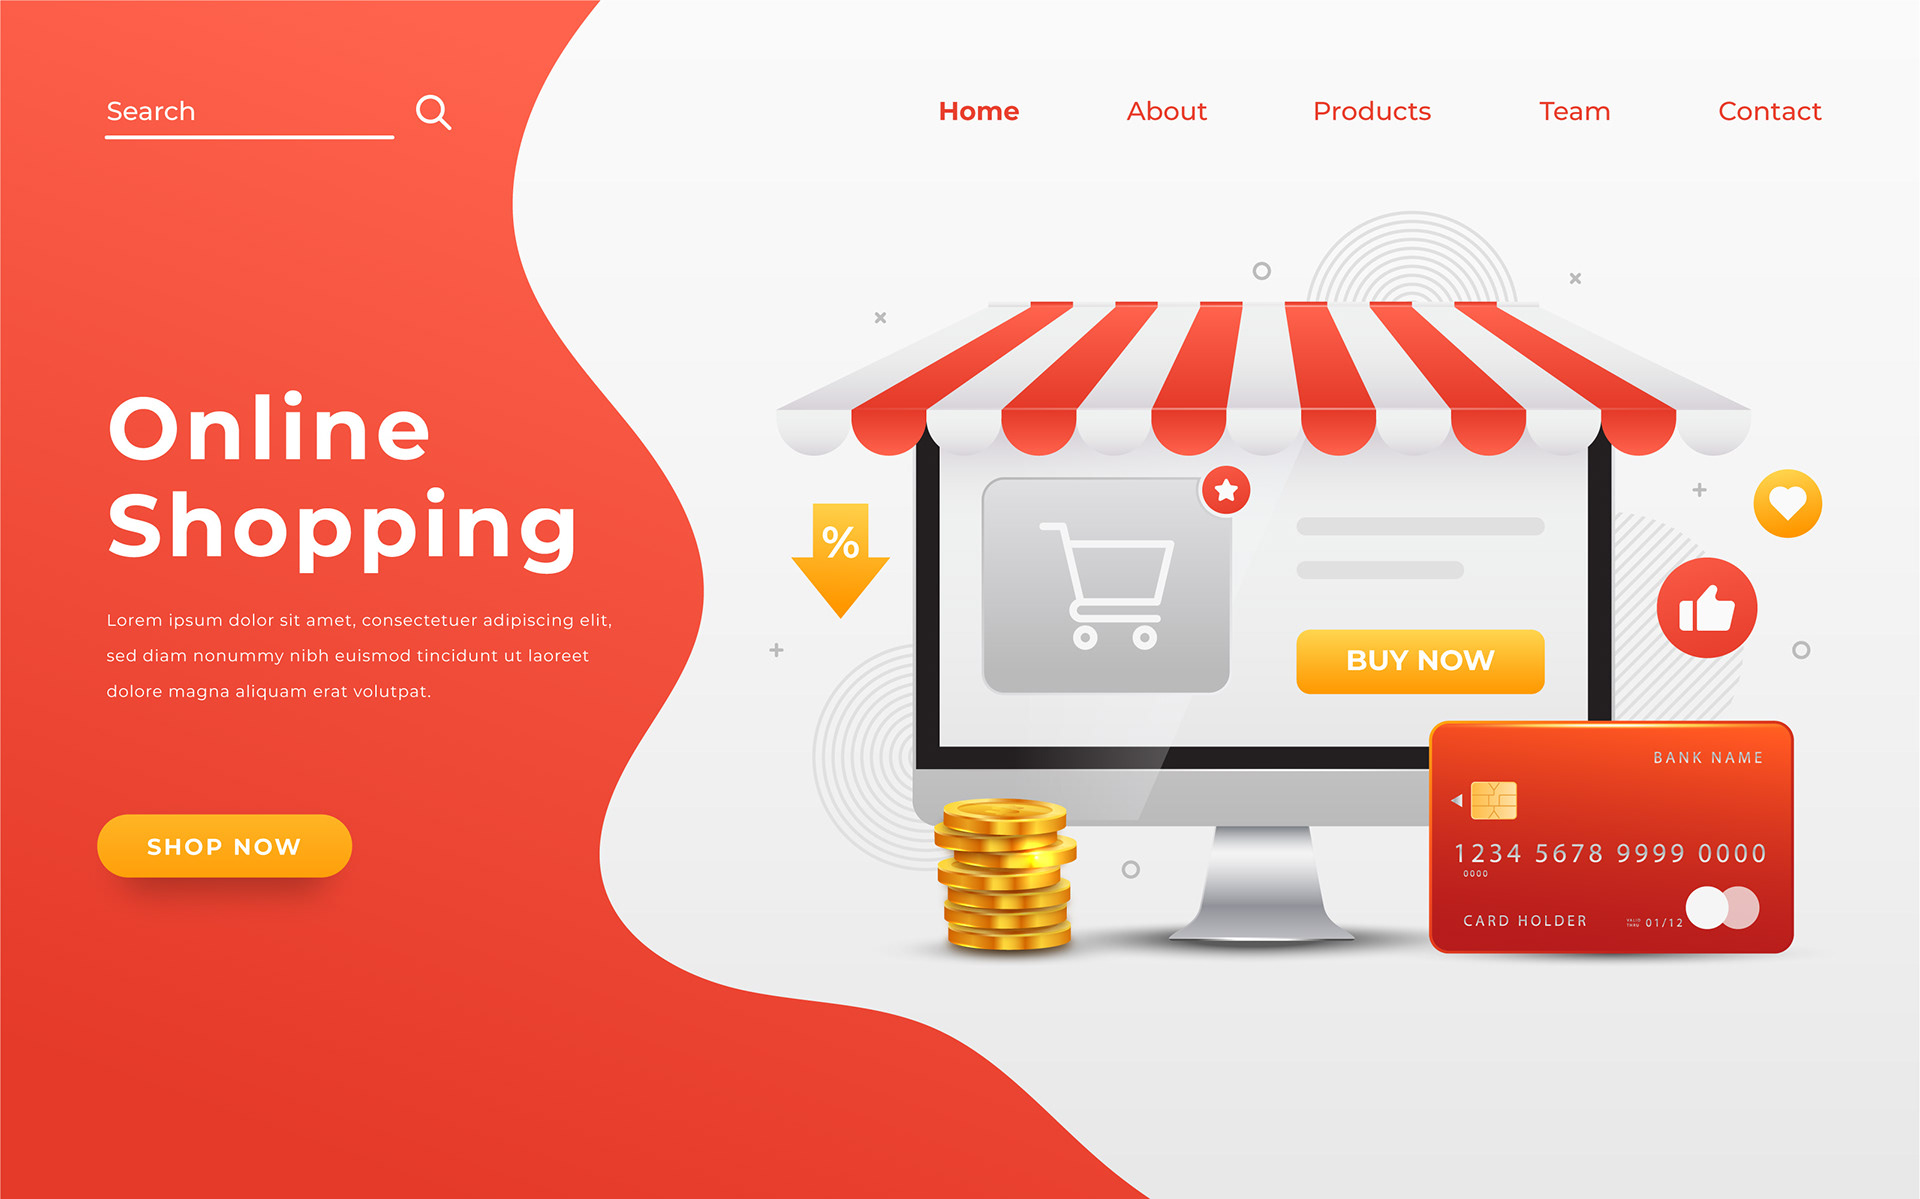 Search
Home
About
Products
Team
Contact
Online
Shopping
Lorem ipsum dolor sit amet, consectetuer adipiscing elit,
sed diam nonummy nibh euismod tincidunt ut laoreet
dolore magna aliquam erat volutpat.
SHOP NOW
%
BUY NOW
BANK NAME
1234 5678 9999 0000
0000
CARD HOLDER
VALID
THRU
01/12